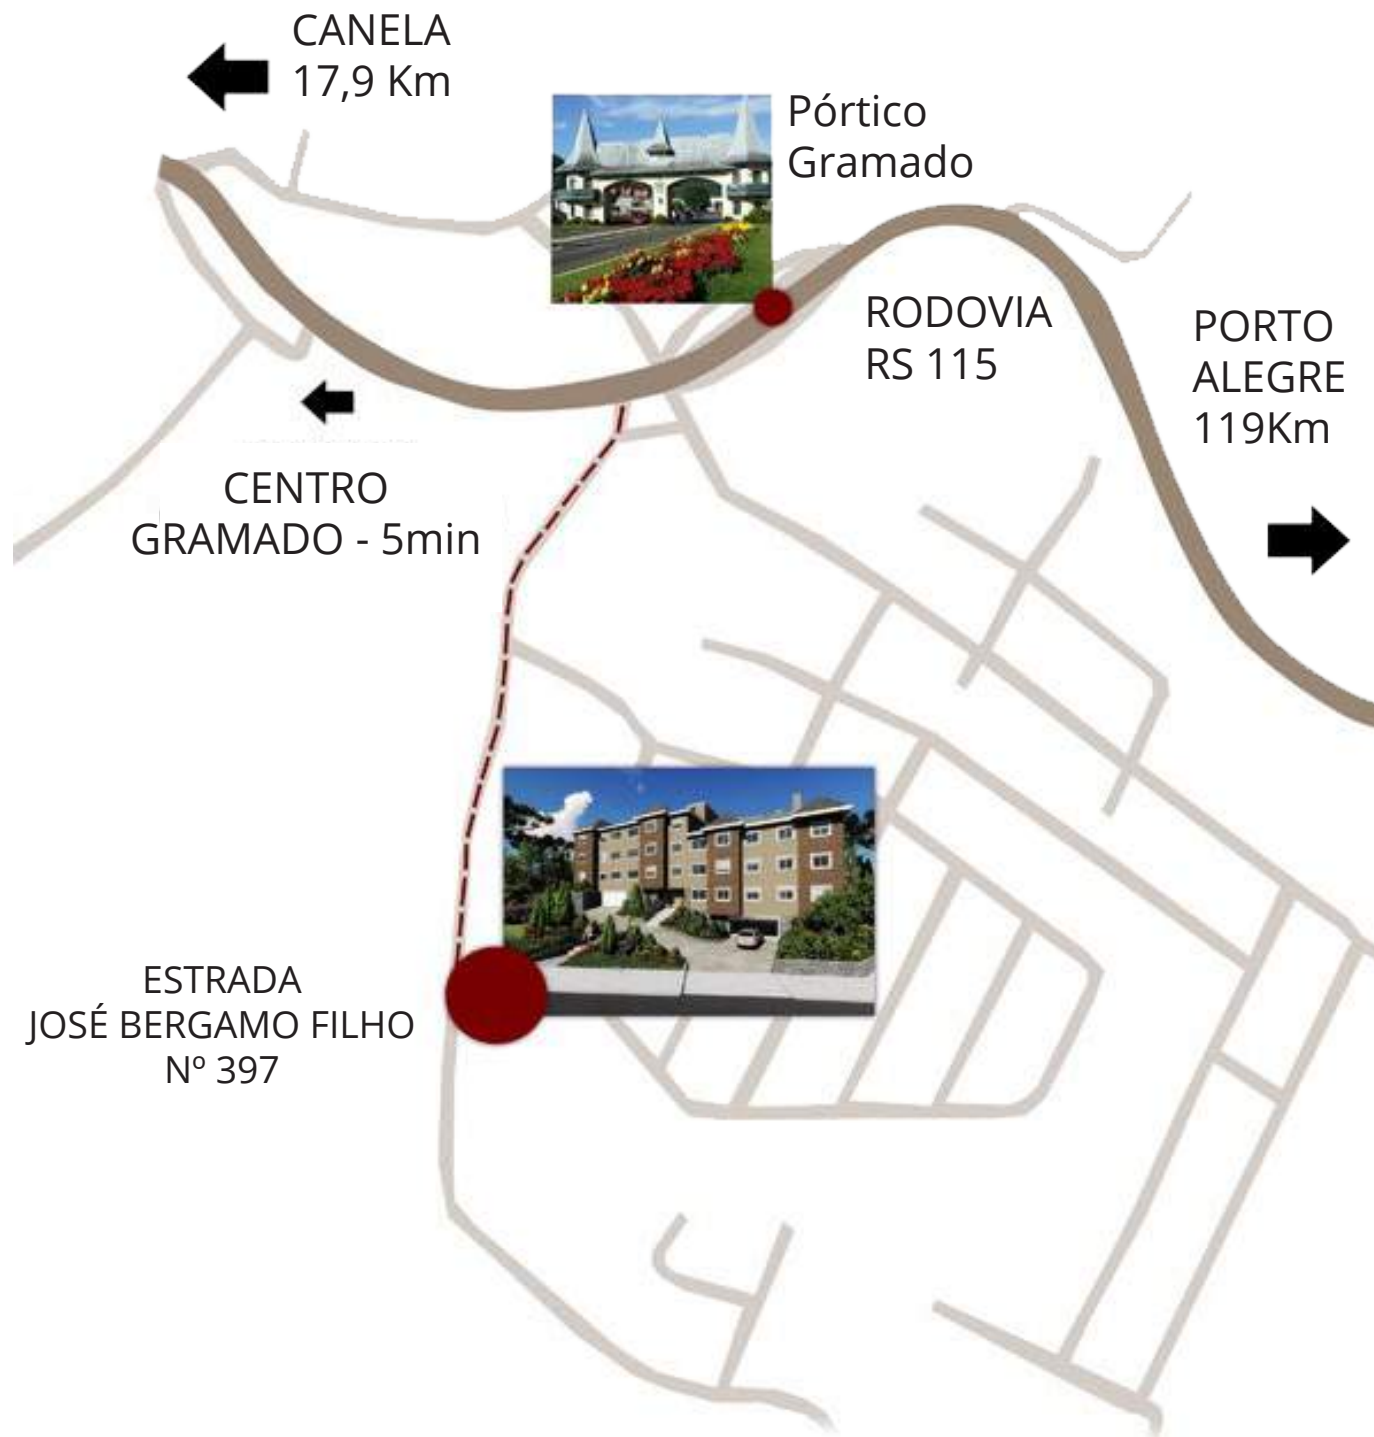 CANELA
17,9 Km
Pórtico
Gramado
RODOVIA
RS 115
PORTO
ALEGRE
119Km
CENTRO
GRAMADO - 5min
ESTRADA
JOSÉ BERGAMO FILHO
Nº 397